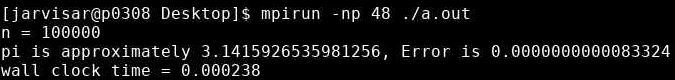 [jarvisar@p0308 Desktop]$ mpirun -np 48 ./a.out
n = 100000
pi is approximately 3.1415926535981256, Error is 0.0000000000083324
wall clock time = 0.000238